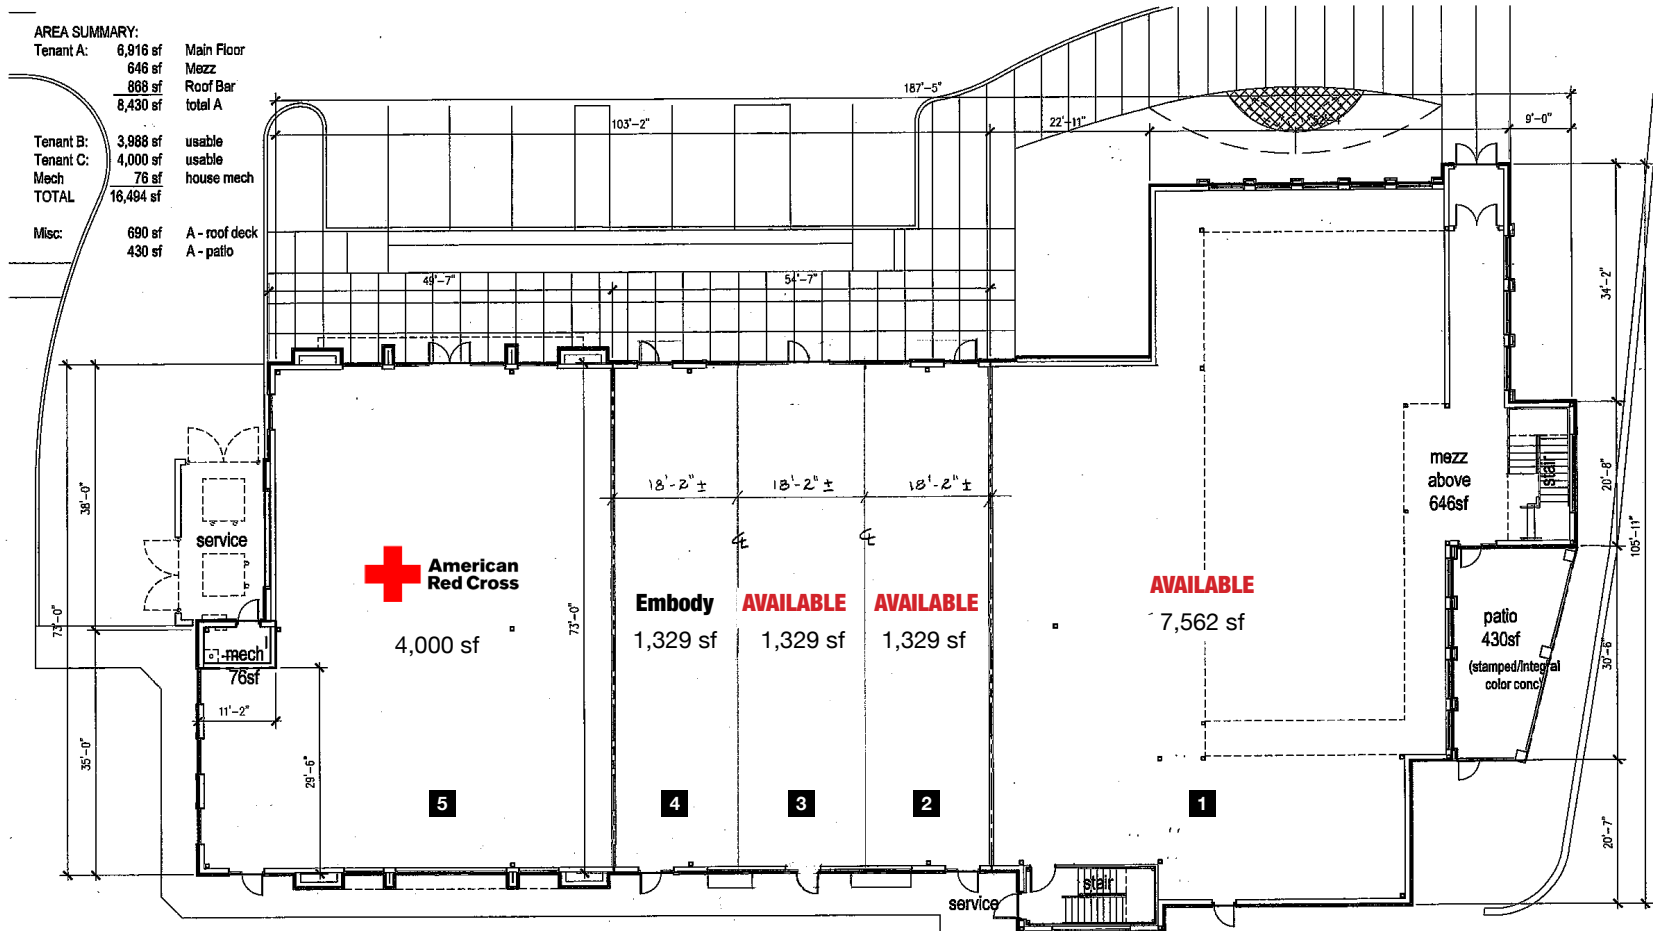 AREA SUMMARY:
Tenant A: 6,916 sf Main Floor
646 sf Mezz
868 sf Roof Bar
8,430 sf total A
Tenant B: 3,988 sf usable
Tenant C: 4,000 sf usable
Mech 76 sf house mech
TOTAL 16,494 sf
Misc: 690 sf A - roof deck
430 sf A - patio
187'-5"
103'-2"
22'-11"
9'-0"
49'-7"
54'-7"
34'-2"
38'-0"
73'-0"
35'-0"
service
mech
76sf
11'-2"
29'-6"
73'-0"
American
Red Cross
4,000 sf
5
18'-2"±
18'-2"±
18'-2"±
Embody
1,329 sf
4
AVAILABLE
1,329 sf
3
AVAILABLE
1,329 sf
2
AVAILABLE
7,562 sf
1
mezz
above
646sf
stair
20'-8"
105'-11"
patio
430sf
(stamped/integral
color conc)
30'-6"
20'-7"
stair
service